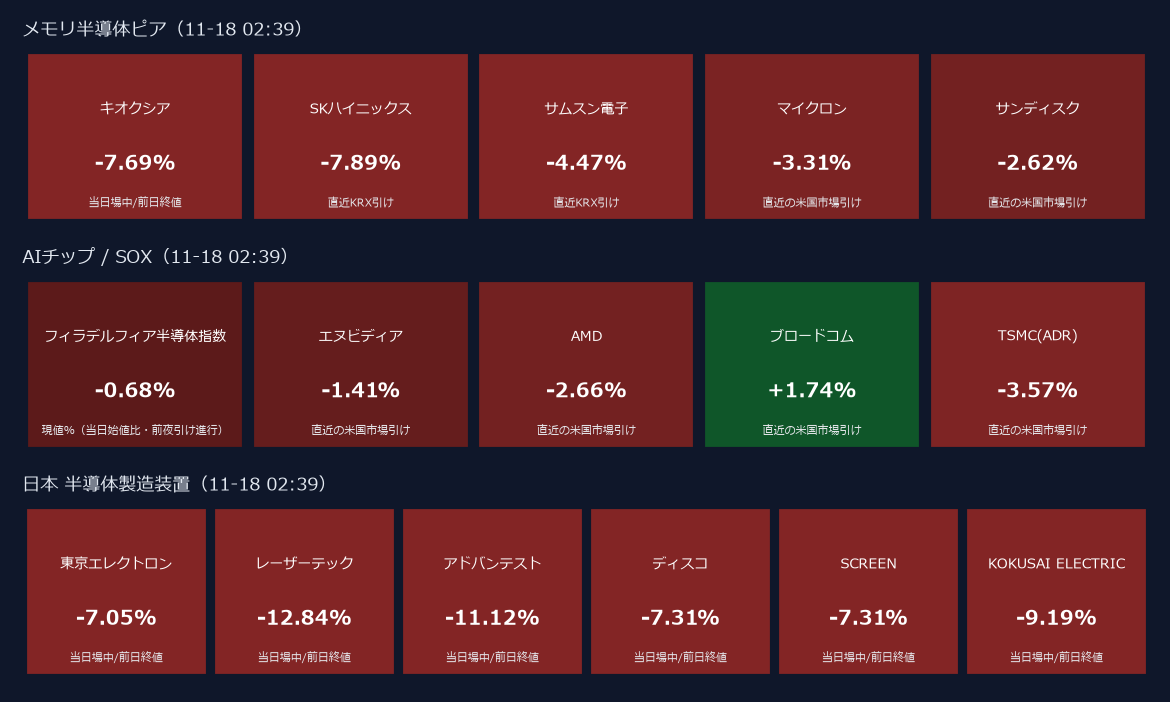 メモリ半導体ピア（11-18 02:39）
キオクシア
-7.69%
当日場中/前日終値
SKハイニックス
-7.89%
直近KRX引け
サムスン電子
-4.47%
直近KRX引け
マイクロン
-3.31%
直近の米国市場引け
サンディスク
-2.62%
直近の米国市場引け
AIチップ / SOX（11-18 02:39）
フィラデルフィア半導体指数
-0.68%
現値%（当日始値比・前夜引け進行）
エヌビディア
-1.41%
直近の米国市場引け
AMD
-2.66%
直近の米国市場引け
ブロードコム
+1.74%
直近の米国市場引け
TSMC(ADR)
-3.57%
直近の米国市場引け
日本 半導体製造装置（11-18 02:39）
東京エレクトロン
-7.05%
当日場中/前日終値
レーザーテック
-12.84%
当日場中/前日終値
アドバンテスト
-11.12%
当日場中/前日終値
ディスコ
-7.31%
当日場中/前日終値
SCREEN
-7.31%
当日場中/前日終値
KOKUSAI ELECTRIC
-9.19%
当日場中/前日終値